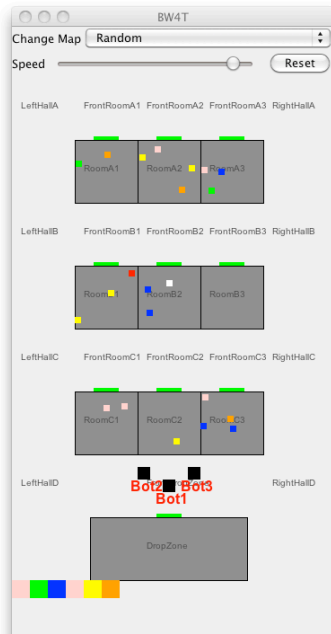 BW4T
Change Map Random
Speed Reset
LeftHallA FrontRoomA1 FrontRoomA2 FrontRoomA3 RightHallA
RoomA1 RoomA2 RoomA3
LeftHallB FrontRoomB1 FrontRoomB2 FrontRoomB3 RightHallB
RoomB2 RoomB3
LeftHallC FrontRoomC1 FrontRoomC2 FrontRoomC3 RightHallC
RoomC1 RoomC2 RoomC3
LeftHallD RightHallD
Bot2 Bot3
Bot1
DropZone